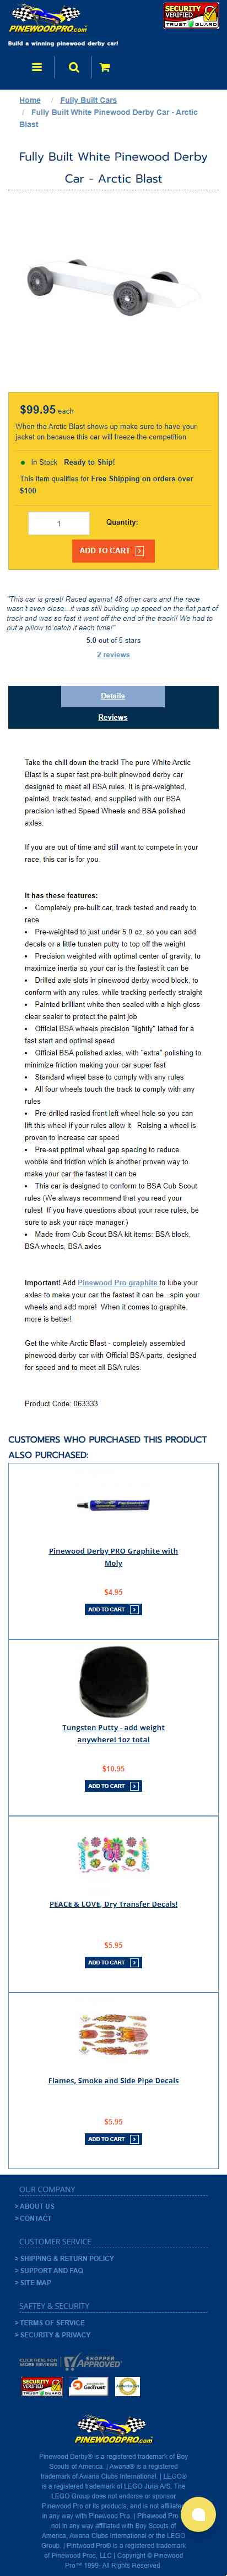 PINEWOODPRO.COM
SECURITY
VERIFIED
TRUST GUARD
Build a winning pinewood derby car!
Home / Fully Built Cars
/ Fully Built White Pinewood Derby Car - Arctic
Blast
Fully Built White Pinewood Derby
Car - Arctic Blast
$99.95 each
When the Arctic Blast shows up make sure to have your
jacket on because this car will freeze the competition
In Stock Ready to Ship!
This item qualifies for Free Shipping on orders over
$100
1 Quantity:
ADD TO CART
"This car is great! Raced against 48 other cars and the race
wasn't even close...it was still building up speed on the flat part of
track and was so fast it went off the end of the track!! We had to
put a pillow to catch it each time!"
5.0 out of 5 stars
2 reviews
Details
Reviews
Take the chill down the track! The pure White Arctic
Blast is a super fast pre-built pinewood derby car
designed to meet all BSA rules. It is pre-weighted,
painted, track tested, and supplied with our BSA
precision lathed Speed Wheels and BSA polished
axles.
If you are out of time and still want to compete in your
race, this car is for you.
It has these features:
• Completely pre-built car, track tested and ready to
race
• Pre-weighted to just under 5.0 oz, so you can add
decals or a little tunsten putty to top off the weight
• Precision weighted with optimal center of gravity, to
maximize inertia so your car is the fastest it can be
• Drilled axle slots in pinewood derby wood block, to
conform with any rules, while tracking perfectly straight
• Painted brilliant white then sealed with a high gloss
clear sealer to protect the paint job
• Official BSA wheels precision "lightly" lathed for a
fast start and optimal speed
• Official BSA polished axles, with "extra" polishing to
minimize friction making your car super fast
• Standard wheel base to comply with any rules
• All four wheels touch the track to comply with any
rules
• Pre-drilled rasied front left wheel hole so you can
lift this wheel if your rules allow it. Raising a wheel is
proven to increase car speed
• Pre-set pptimal wheel gap spacing to reduce
wobble and friction which is another proven way to
make your car the fastest it can be
• This car is designed to conform to BSA Cub Scout
rules (We always recommend that you read your
rules! If you have questions about your race rules, be
sure to ask your race manager.)
• Made from Cub Scout BSA kit items: BSA block,
BSA wheels, BSA axles
Important! Add Pinewood Pro graphite to lube your
axles to make your car the fastest it can be...spin your
wheels and add more! When it comes to graphite,
more is better!
Get the white Arctic Blast - completely assembled
pinewood derby car with Official BSA parts, designed
for speed and to meet all BSA rules.
Product Code: 063333
CUSTOMERS WHO PURCHASED THIS PRODUCT
ALSO PURCHASED:
Pinewood Derby PRO Graphite with
Moly
$4.95
ADD TO CART
Tungsten Putty - add weight
anywhere! 1oz total
$10.95
ADD TO CART
PEACE & LOVE, Dry Transfer Decals!
$5.95
ADD TO CART
Flames, Smoke and Side Pipe Decals
$5.95
ADD TO CART
OUR COMPANY
> ABOUT US
> CONTACT
CUSTOMER SERVICE
> SHIPPING & RETURN POLICY
> SUPPORT AND FAQ
> SITE MAP
SAFTEY & SECURITY
> TERMS OF SERVICE
> SECURITY & PRIVACY
CLICK HERE FOR
MORE REVIEWS
SHOPPER
APPROVED
SECURITY
VERIFIED
TRUST GUARD
GeoTrust
PINEWOODPRO.COM
Pinewood Derby® is a registered trademark of Boy
Scouts of America. | Awana® is a registered
trademark of Awana Clubs International. | LEGO®
is a registered trademark of LEGO Juris A/S. The
LEGO Group does not endorse or sponsor
Pinewood Pro or its products, and is not affiliated
in any way with Pinewood Pro. | Pinewood Pro is
not in any way affiliated with Boy Scouts of
America, Awana Clubs International or the LEGO
Group. | Pinewood Pro® is a registered trademark
of Pinewood Pros, LLC | Copyright © Pinewood
Pro™ 1999- All Rights Reserved.